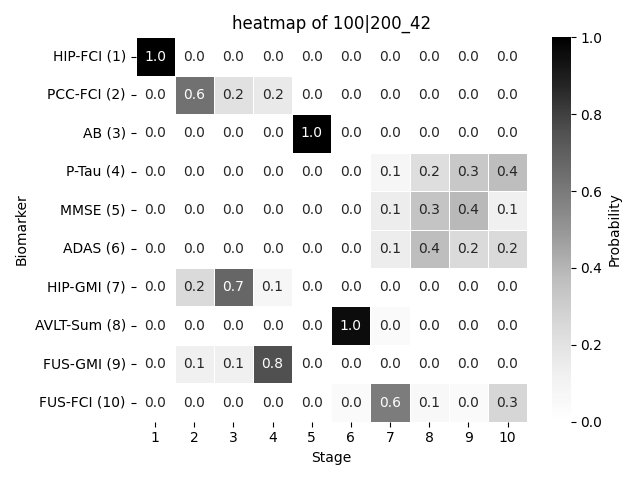 heatmap of 100|200_42
HIP-FCI (1) 1.0 0.0 0.0 0.0 0.0 0.0 0.0 0.0 0.0 0.0
PCC-FCI (2) 0.0 0.6 0.2 0.2 0.0 0.0 0.0 0.0 0.0 0.0
AB (3) 0.0 0.0 0.0 0.0 1.0 0.0 0.0 0.0 0.0 0.0
P-Tau (4) 0.0 0.0 0.0 0.0 0.0 0.0 0.1 0.2 0.3 0.4
MMSE (5) 0.0 0.0 0.0 0.0 0.0 0.0 0.1 0.3 0.4 0.1
ADAS (6) 0.0 0.0 0.0 0.0 0.0 0.0 0.1 0.4 0.2 0.2
HIP-GMI (7) 0.0 0.2 0.7 0.1 0.0 0.0 0.0 0.0 0.0 0.0
AVLT-Sum (8) 0.0 0.0 0.0 0.0 0.0 1.0 0.0 0.0 0.0 0.0
FUS-GMI (9) 0.0 0.1 0.1 0.8 0.0 0.0 0.0 0.0 0.0 0.0
FUS-FCI (10) 0.0 0.0 0.0 0.0 0.0 0.0 0.6 0.1 0.0 0.3
1 2 3 4 5 6 7 8 9 10
Stage
Biomarker
1.0
0.8
0.6
0.4
0.2
0.0
Probability